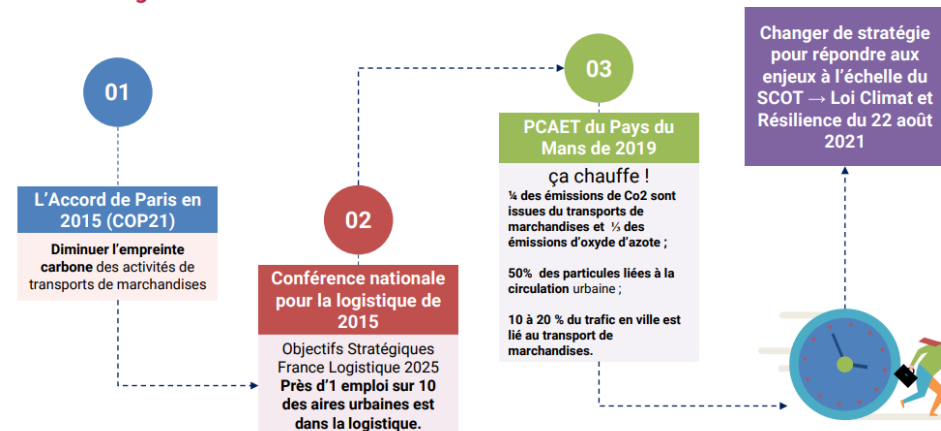 01
L'Accord de Paris en
2015 (COP21)
Diminuer l'empreinte
carbone des activités de
transports de marchandises
02
Conférence nationale
pour la logistique de
2015
Objectifs Stratégiques
France Logistique 2025
Près d'1 emploi sur 10
des aires urbaines est
dans la logistique.
03
PCAET du Pays du
Mans de 2019
ça chauffe !
¼ des émissions de Co2 sont
issues du transports de
marchandises et ⅓ des
émissions d'oxyde d'azote ;
50% des particules liées à la
circulation urbaine ;
10 à 20 % du trafic en ville est
lié au transport de
marchandises.
Changer de stratégie
pour répondre aux
enjeux à l'échelle du
SCOT → Loi Climat et
Résilience du 22 août
2021